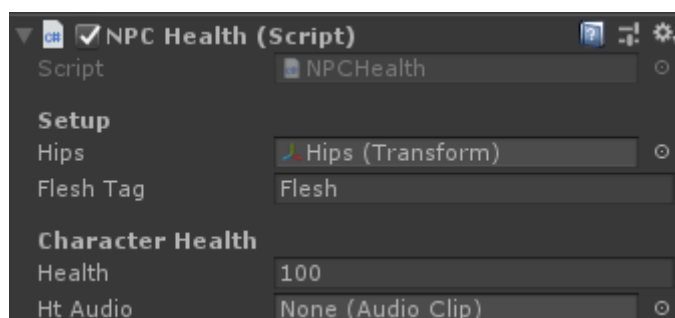 NPC Health (Script)
Script NPCHealth
Setup
Hips Hips (Transform)
Flesh Tag Flesh
Character Health
Health 100
Ht Audio None (Audio Clip)